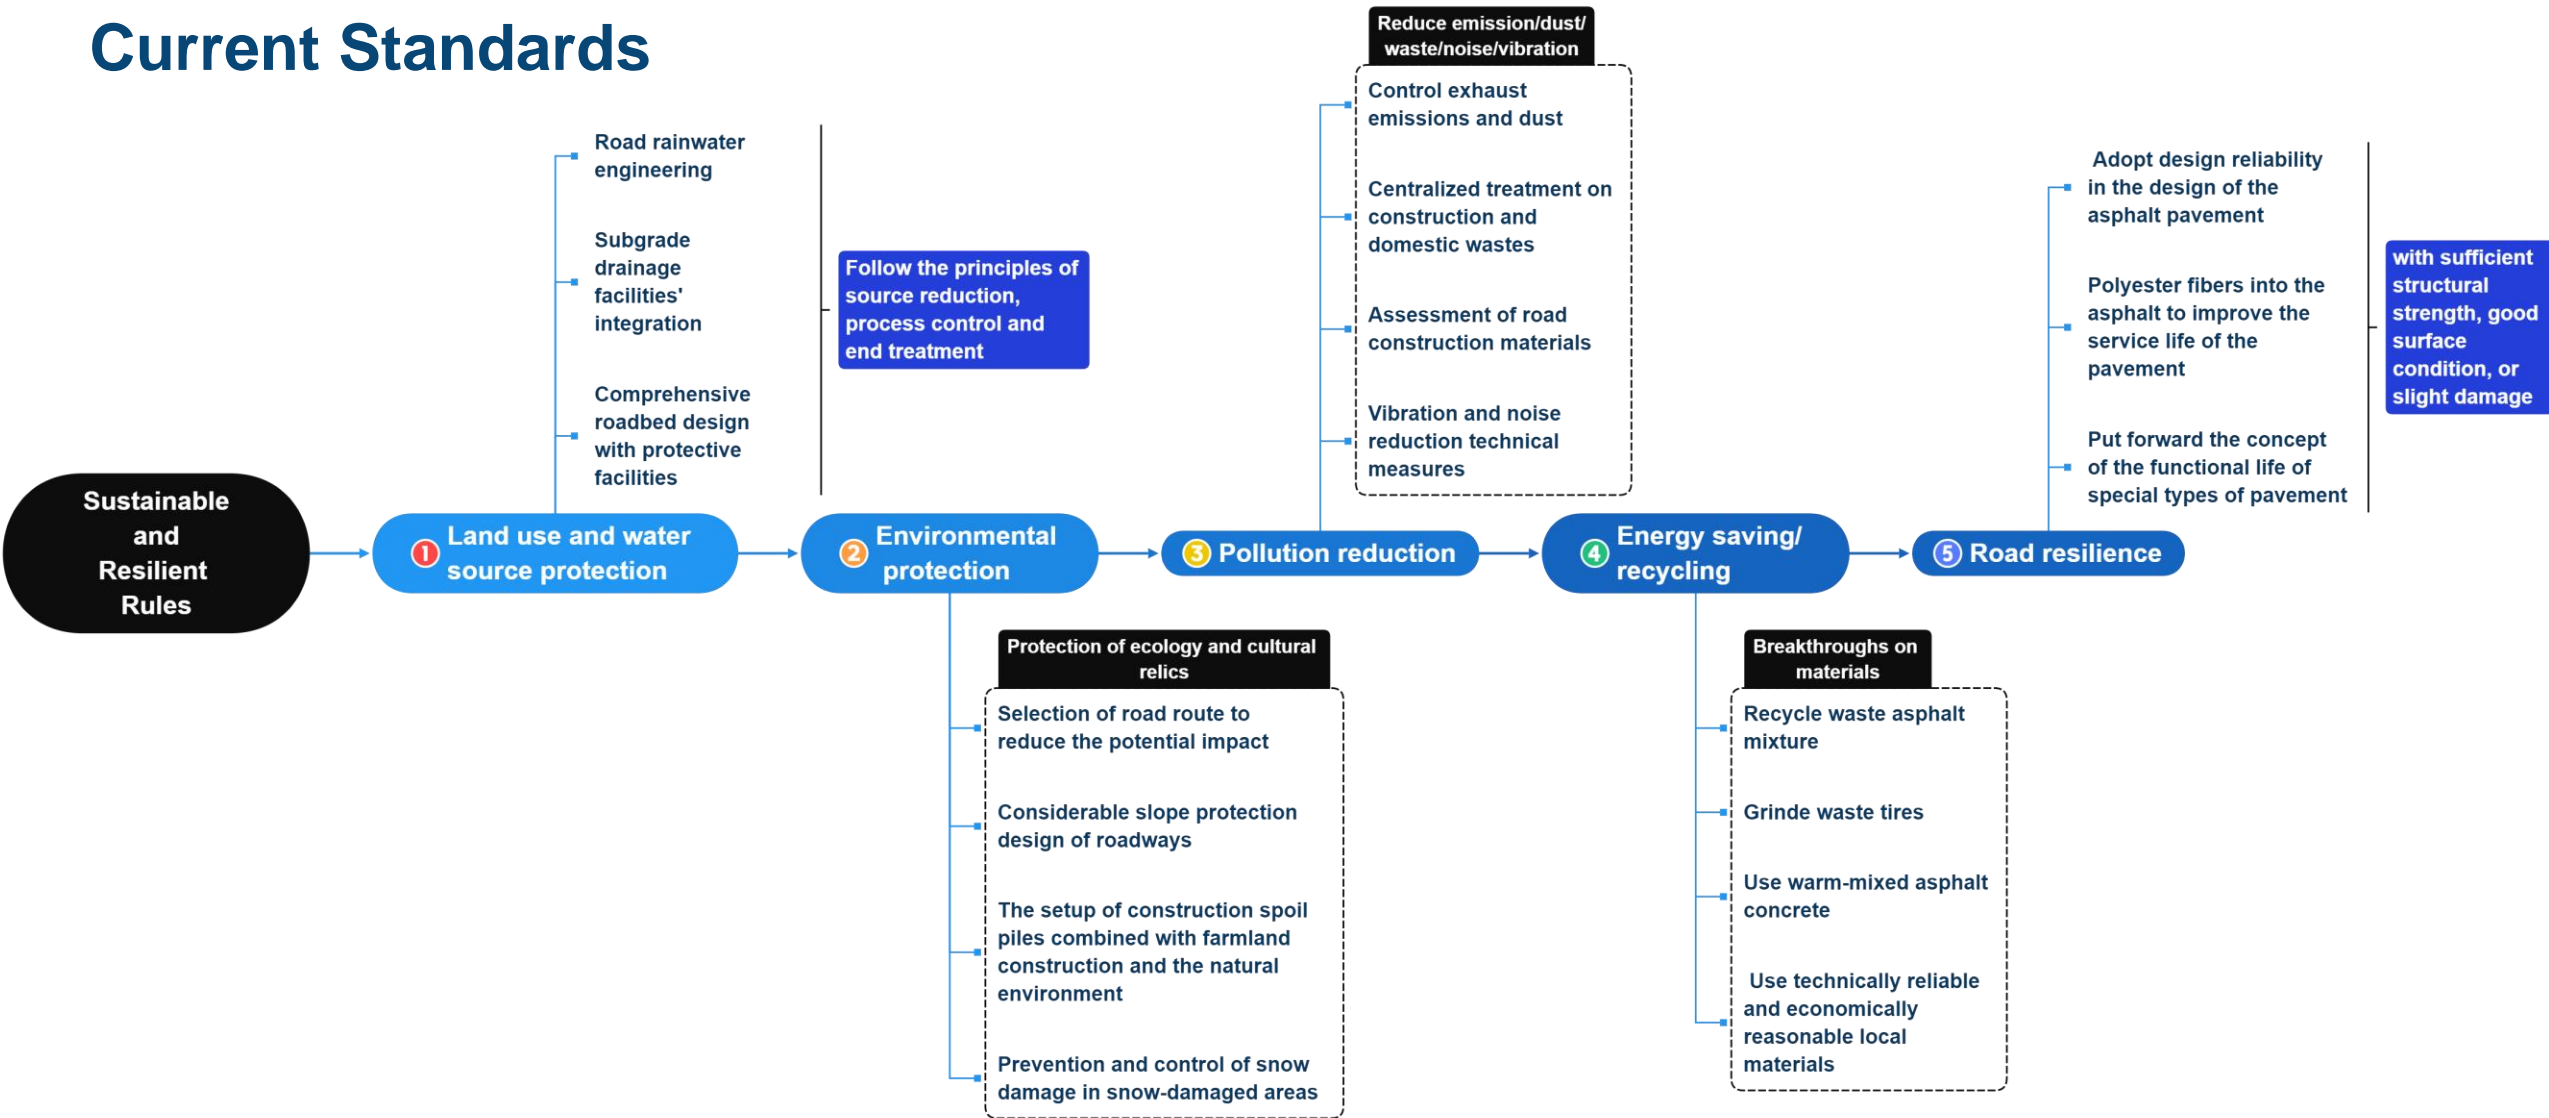 Current Standards
Sustainable
and
Resilient
Rules
1 Land use and water
source protection
Road rainwater
engineering
Subgrade
drainage
facilities'
integration
Comprehensive
roadbed design
with protective
facilities
Follow the principles of
source reduction,
process control and
end treatment
2 Environmental
protection
Protection of ecology and cultural
relics
Selection of road route to
reduce the potential impact
Considerable slope protection
design of roadways
The setup of construction spoil
piles combined with farmland
construction and the natural
environment
Prevention and control of snow
damage in snow-damaged areas
3 Pollution reduction
Reduce emission/dust/
waste/noise/vibration
Control exhaust
emissions and dust
Centralized treatment on
construction and
domestic wastes
Assessment of road
construction materials
Vibration and noise
reduction technical
measures
4 Energy saving/
recycling
Breakthroughs on
materials
Recycle waste asphalt
mixture
Grinde waste tires
Use warm-mixed asphalt
concrete
Use technically reliable
and economically
reasonable local
materials
5 Road resilience
Adopt design reliability
in the design of the
asphalt pavement
Polyester fibers into the
asphalt to improve the
service life of the
pavement
Put forward the concept
of the functional life of
special types of pavement
with sufficient
structural
strength, good
surface
condition, or
slight damage